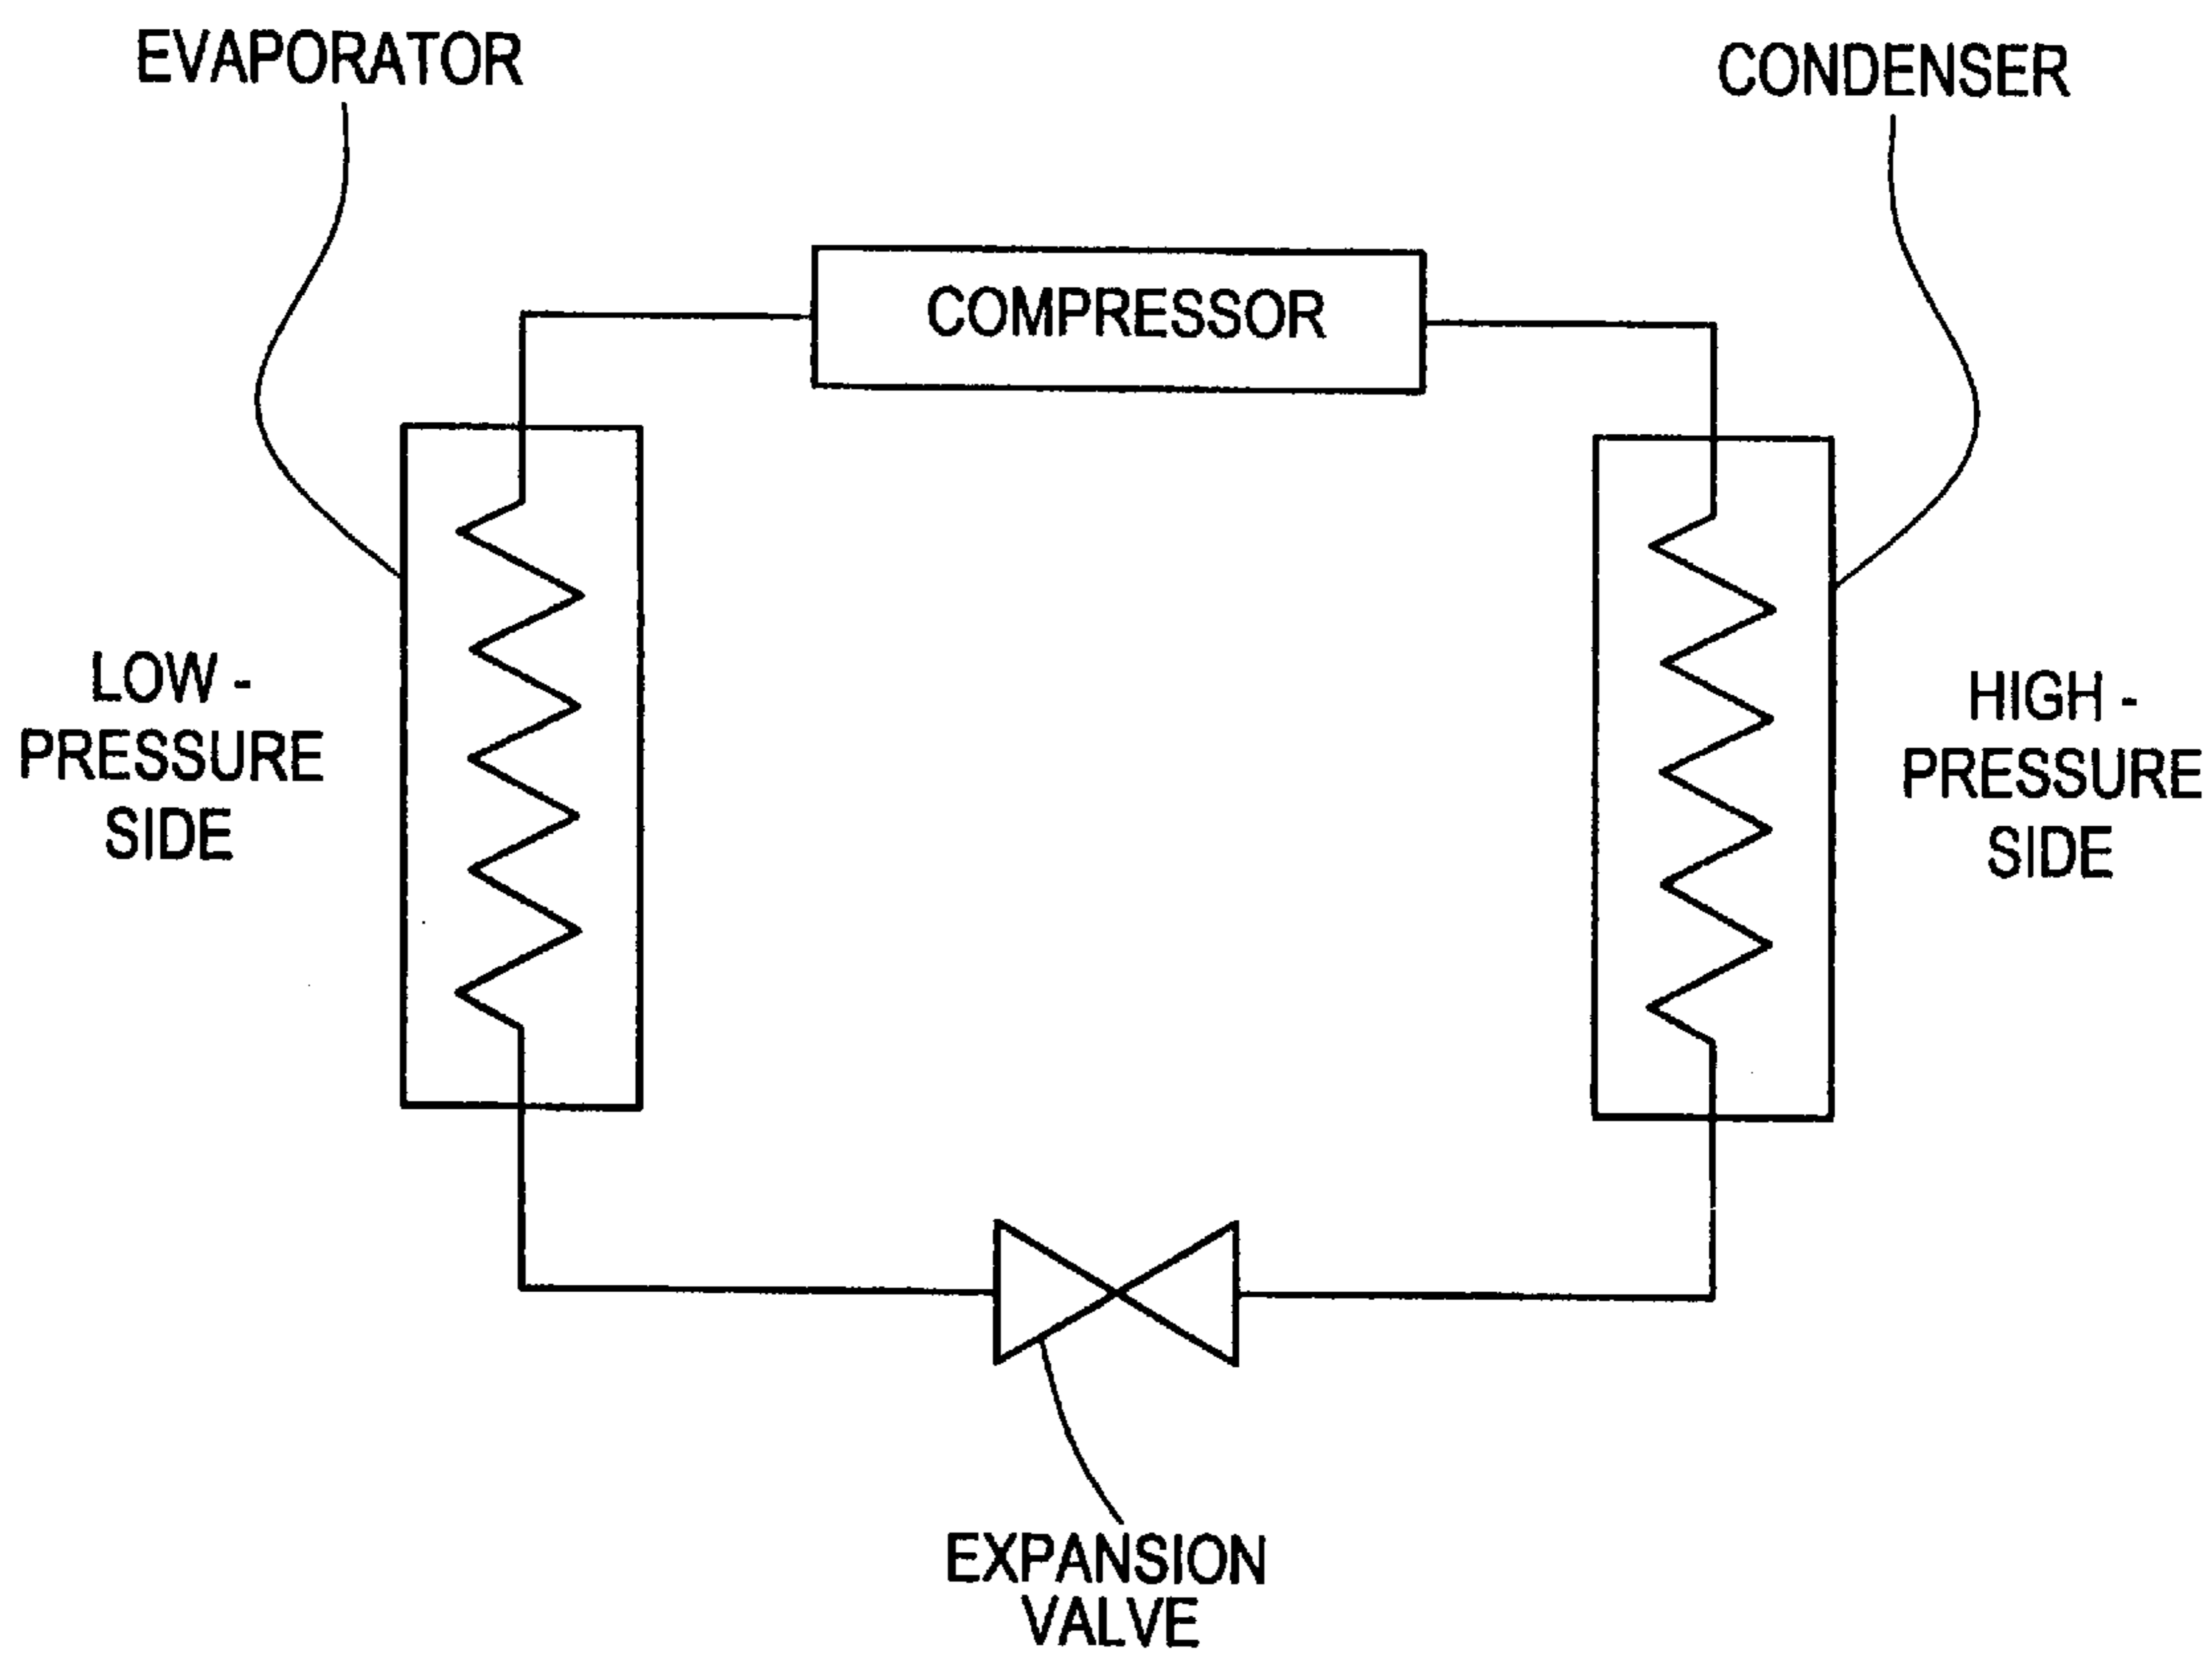 EVAPORATOR
CONDENSER
COMPRESSOR
LOW -
PRESSURE
SIDE
HIGH -
PRESSURE
SIDE
EXPANSION
VALVE